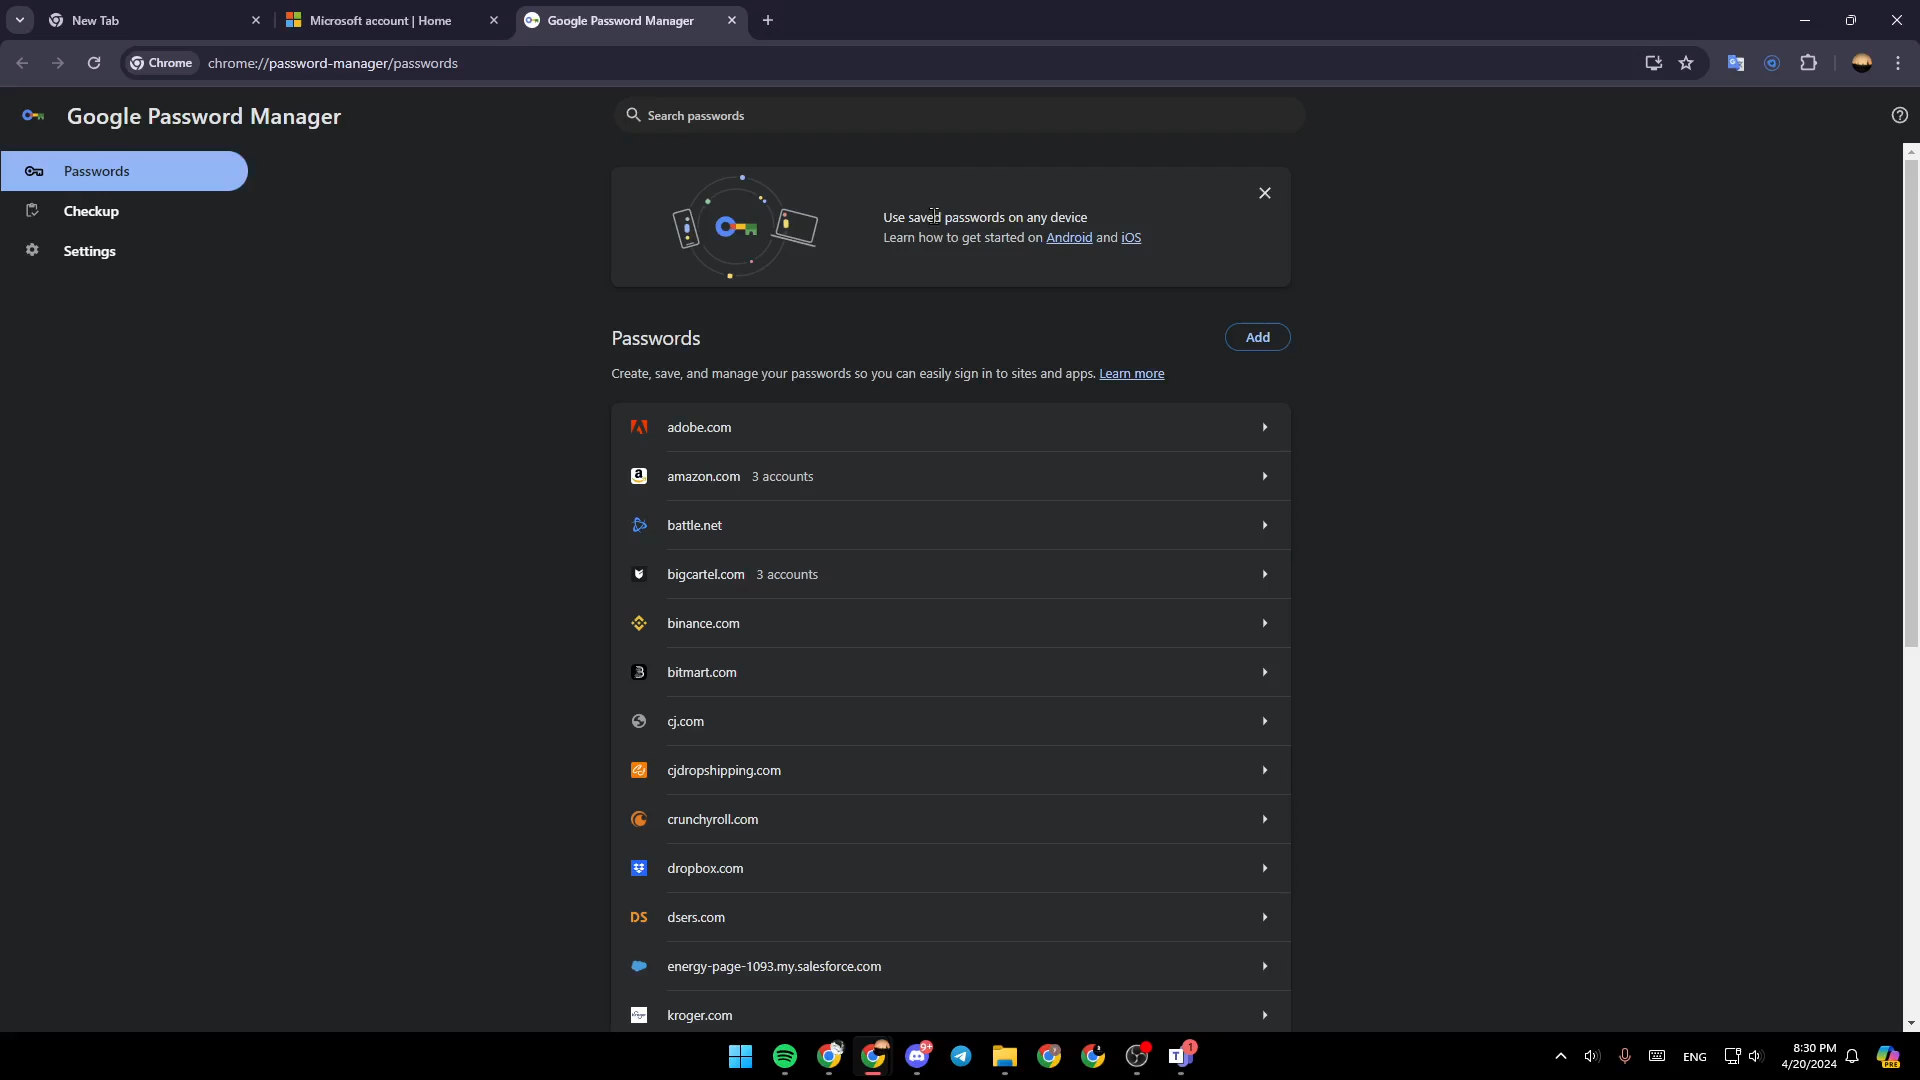 New Tab
Microsoft account | Home
Google Password Manager
Chrome
chrome://password-manager/passwords
Google Password Manager
Search passwords
Passwords
Checkup
Settings
Use saved passwords on any device
Learn how to get started on Android and iOS
Passwords
Add
Create, save, and manage your passwords so you can easily sign in to sites and apps. Learn more
adobe.com
amazon.com 3 accounts
battle.net
bigcartel.com 3 accounts
binance.com
bitmart.com
cj.com
cjdropshipping.com
crunchyroll.com
dropbox.com
DS dsers.com
energy-page-1093.my.salesforce.com
kroger.com
9+
1
ENG
8:30 PM
4/20/2024
PRE